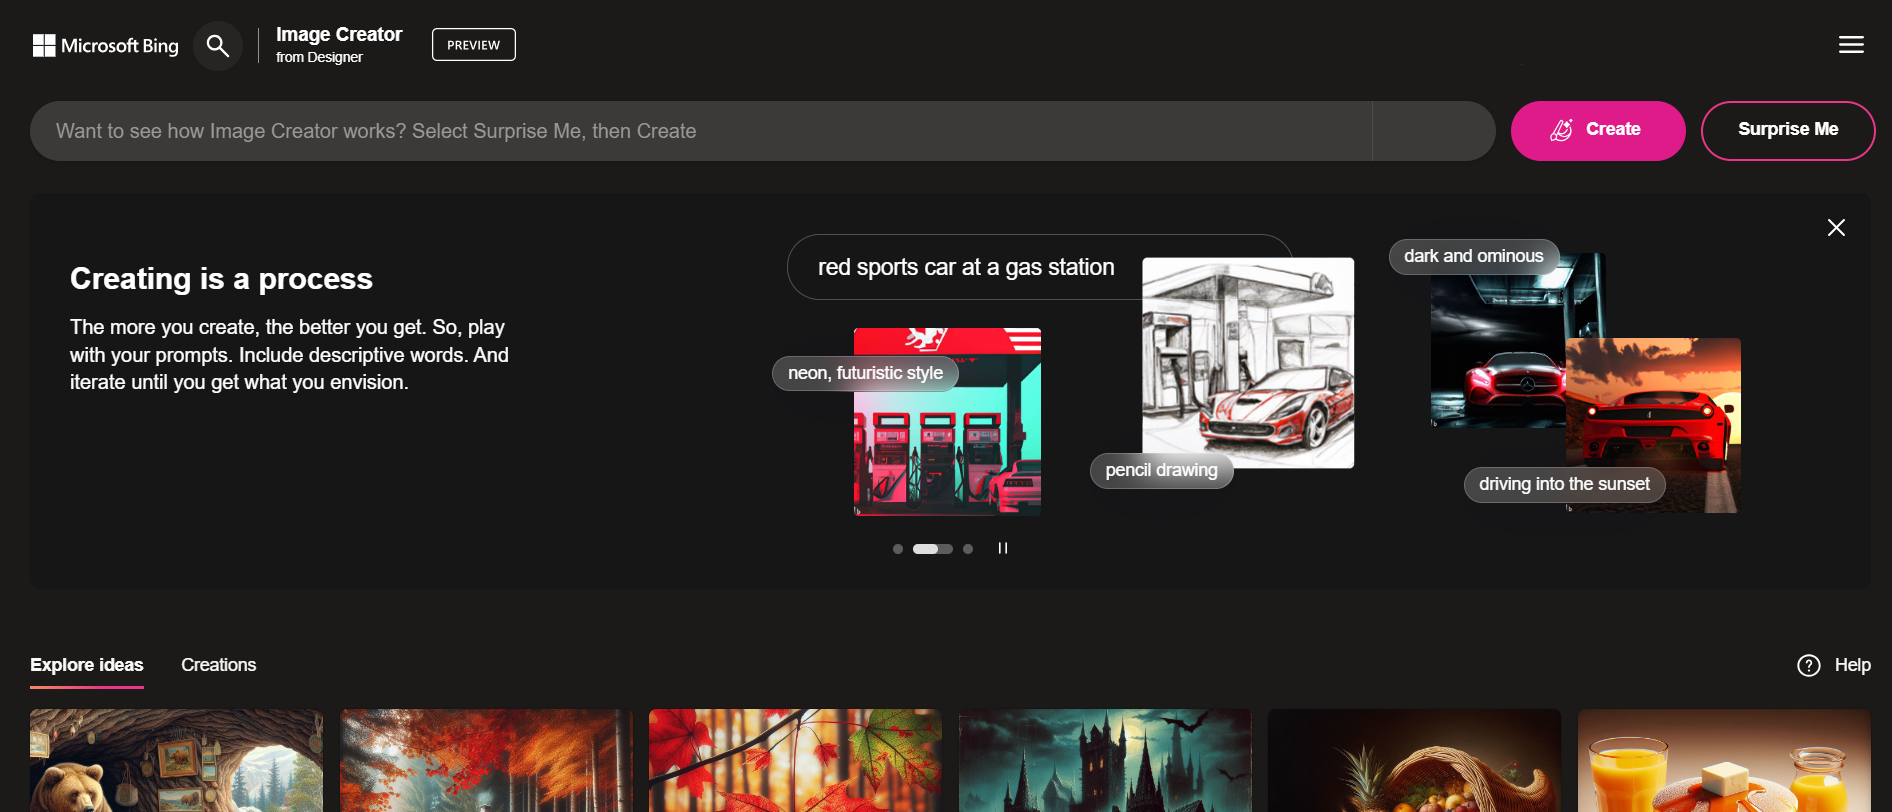 Microsoft Bing
Image Creator
from Designer
PREVIEW
Want to see how Image Creator works? Select Surprise Me, then Create
Create
Surprise Me
Creating is a process
The more you create, the better you get. So, play
with your prompts. Include descriptive words. And
iterate until you get what you envision.
red sports car at a gas station
dark and ominous
neon, futuristic style
pencil drawing
driving into the sunset
Explore ideas
Creations
Help